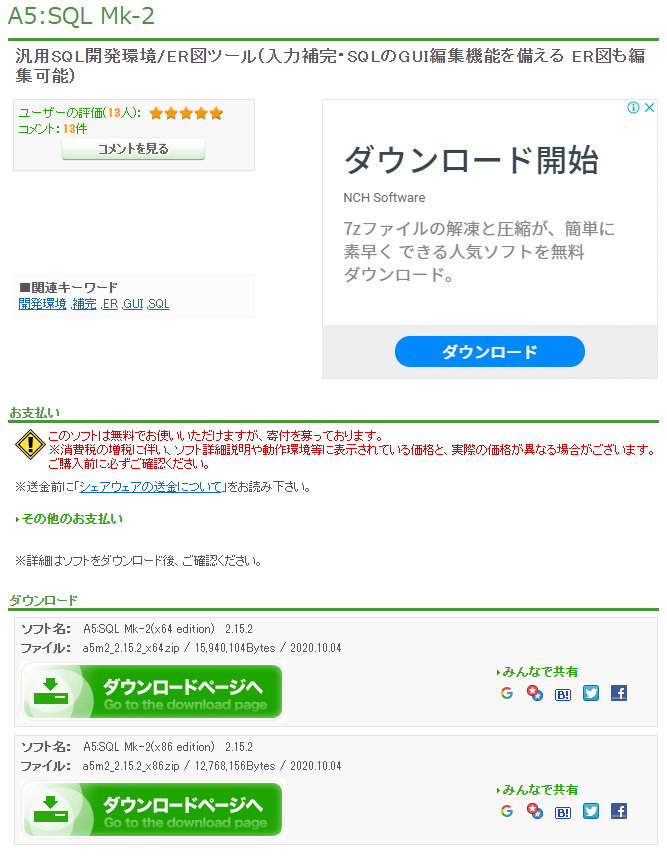 A5:SQL Mk-2
汎用SQL開発環境/ER図ツール(入力補完・SQLのGUI編集機能を備える ER図も編
集可能)
ユーザーの評価(13人): ★★★★★
コメント:13件
コメントを見る
■関連キーワード
開発環境 ,補完 ,ER ,GUI ,SQL
ダウンロード開始
NCH Software
7zファイルの解凍と圧縮が、簡単に
素早く できる人気ソフトを無料
ダウンロード。
ダウンロード
お支払い
このソフトは無料でお使いいただけますが、寄付を募っております。
※消費税の増税に伴い、ソフト詳細説明や動作環境等に表示されている価格と、実際の価格が異なる場合がございます。
ご購入前に必ずご確認ください。
※送金前に「シェアウェアの送金について」をお読み下さい。
その他のお支払い
※詳細はソフトをダウンロード後、ご確認ください。
ダウンロード
ソフト名: A5:SQL Mk-2(x64 edition) 2.15.2
ファイル: a5m2_2.15.2_x64.zip / 15,940,104Bytes / 2020.10.04
ダウンロードページへ
Go to the download page
みんなで共有
ソフト名: A5:SQL Mk-2(x86 edition) 2.15.2
ファイル: a5m2_2.15.2_x86.zip / 12,768,156Bytes / 2020.10.04
ダウンロードページへ
Go to the download page
みんなで共有